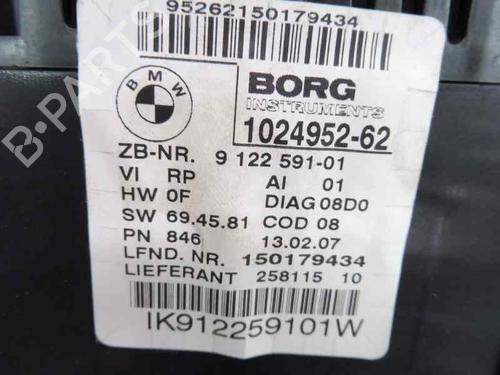 95262150179434
BMW
BORG
INSTRUMENTS
1024952-62
ZB-NR. 9 122 591-01
VI RP AI 01
HW 0F DIAG 08D0
SW 69.45.81 COD 08
PN 846 13.02.07
LFND. NR. 150179434
LIEFERANT 258115 10
IK912259101W